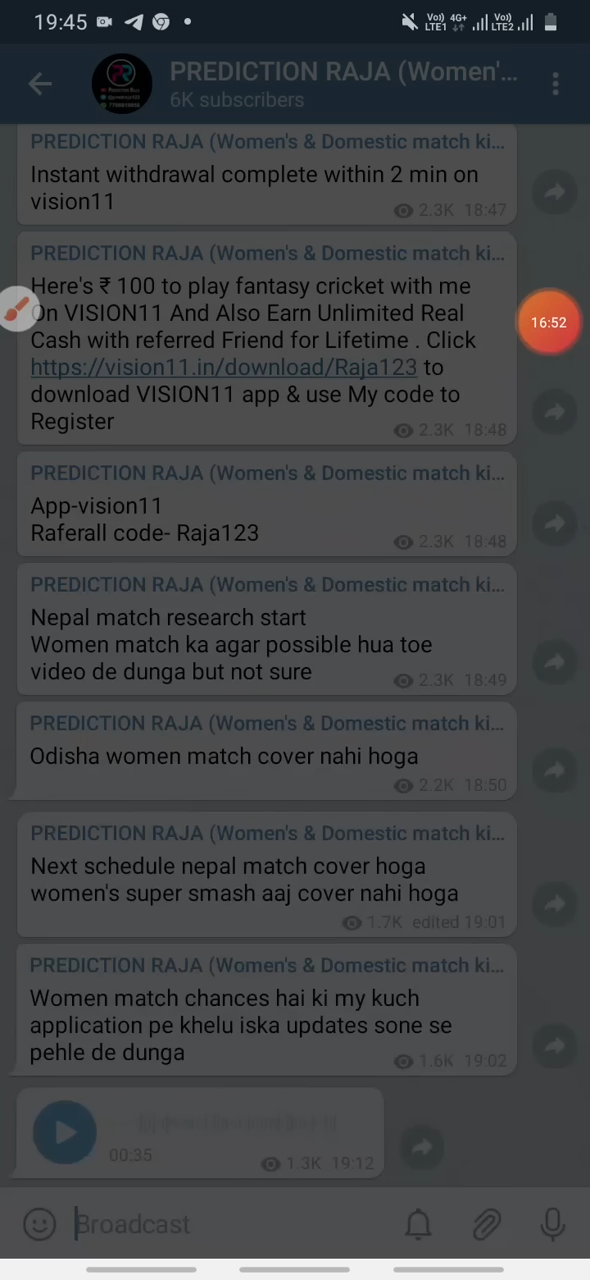 19:45
Vo)) 4G+ Vo))
LTE1 LTE2
PREDICTION RAJA (Women'...
6K subscribers
PREDICTION RAJA (Women's & Domestic match ki...
Instant withdrawal complete within 2 min on
vision11
2.3K 18:47
PREDICTION RAJA (Women's & Domestic match ki...
Here's ₹ 100 to play fantasy cricket with me
On VISION11 And Also Earn Unlimited Real
Cash with referred Friend for Lifetime . Click
https://vision11.in/download/Raja123 to
download VISION11 app & use My code to
Register
2.3K 18:48
16:52
PREDICTION RAJA (Women's & Domestic match ki...
App-vision11
Raferall code- Raja123
2.3K 18:48
PREDICTION RAJA (Women's & Domestic match ki...
Nepal match research start
Women match ka agar possible hua toe
video de dunga but not sure
2.3K 18:49
PREDICTION RAJA (Women's & Domestic match ki...
Odisha women match cover nahi hoga
2.2K 18:50
PREDICTION RAJA (Women's & Domestic match ki...
Next schedule nepal match cover hoga
women's super smash aaj cover nahi hoga
1.7K edited 19:01
PREDICTION RAJA (Women's & Domestic match ki...
Women match chances hai ki my kuch
application pe khelu iska updates sone se
pehle de dunga
1.6K 19:02
00:35
1.3K 19:12
Broadcast